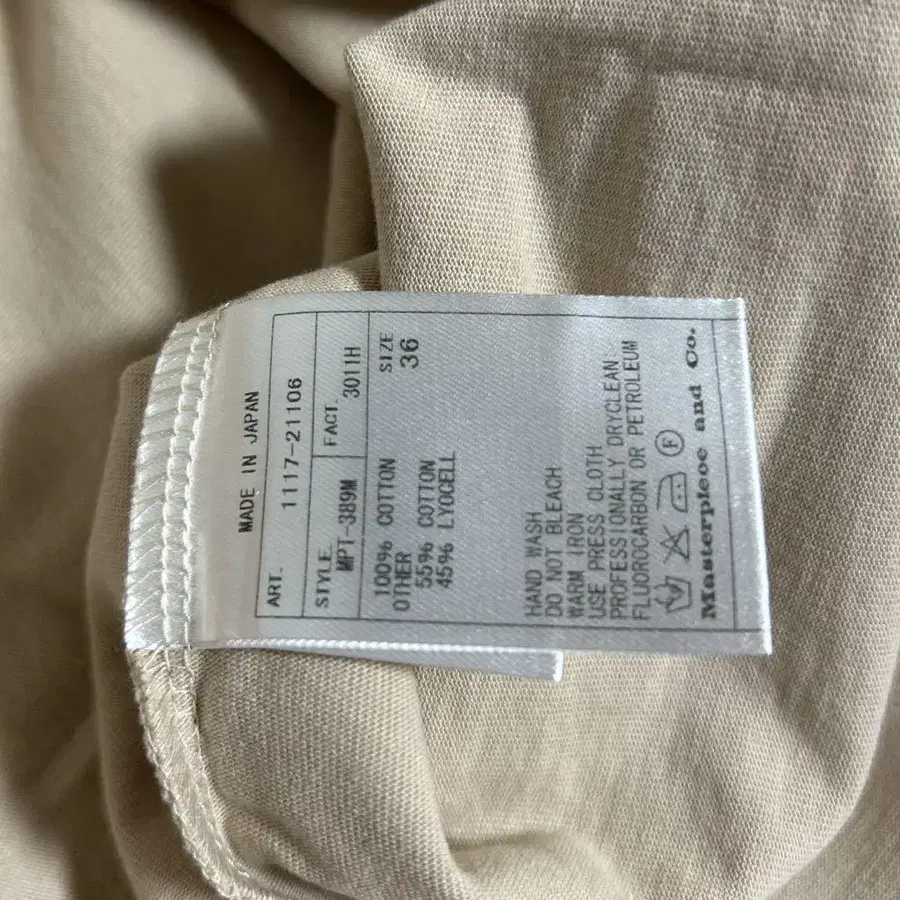 MADE IN JAPAN
ART. 1117-21106
STYLE. MPT-389M FACT. 3011H
SIZE
36
100% COTTON
OTHER
55% COTTON
45% LYOCELL
HAND WASH
DO NOT BLEACH
WARM IRON
USE PRESS CLOTH
PROFESSIONALLY DRYCLEAN
FLUOROCARBON OR PETROLEUM
F
Masterpleoe and Co.